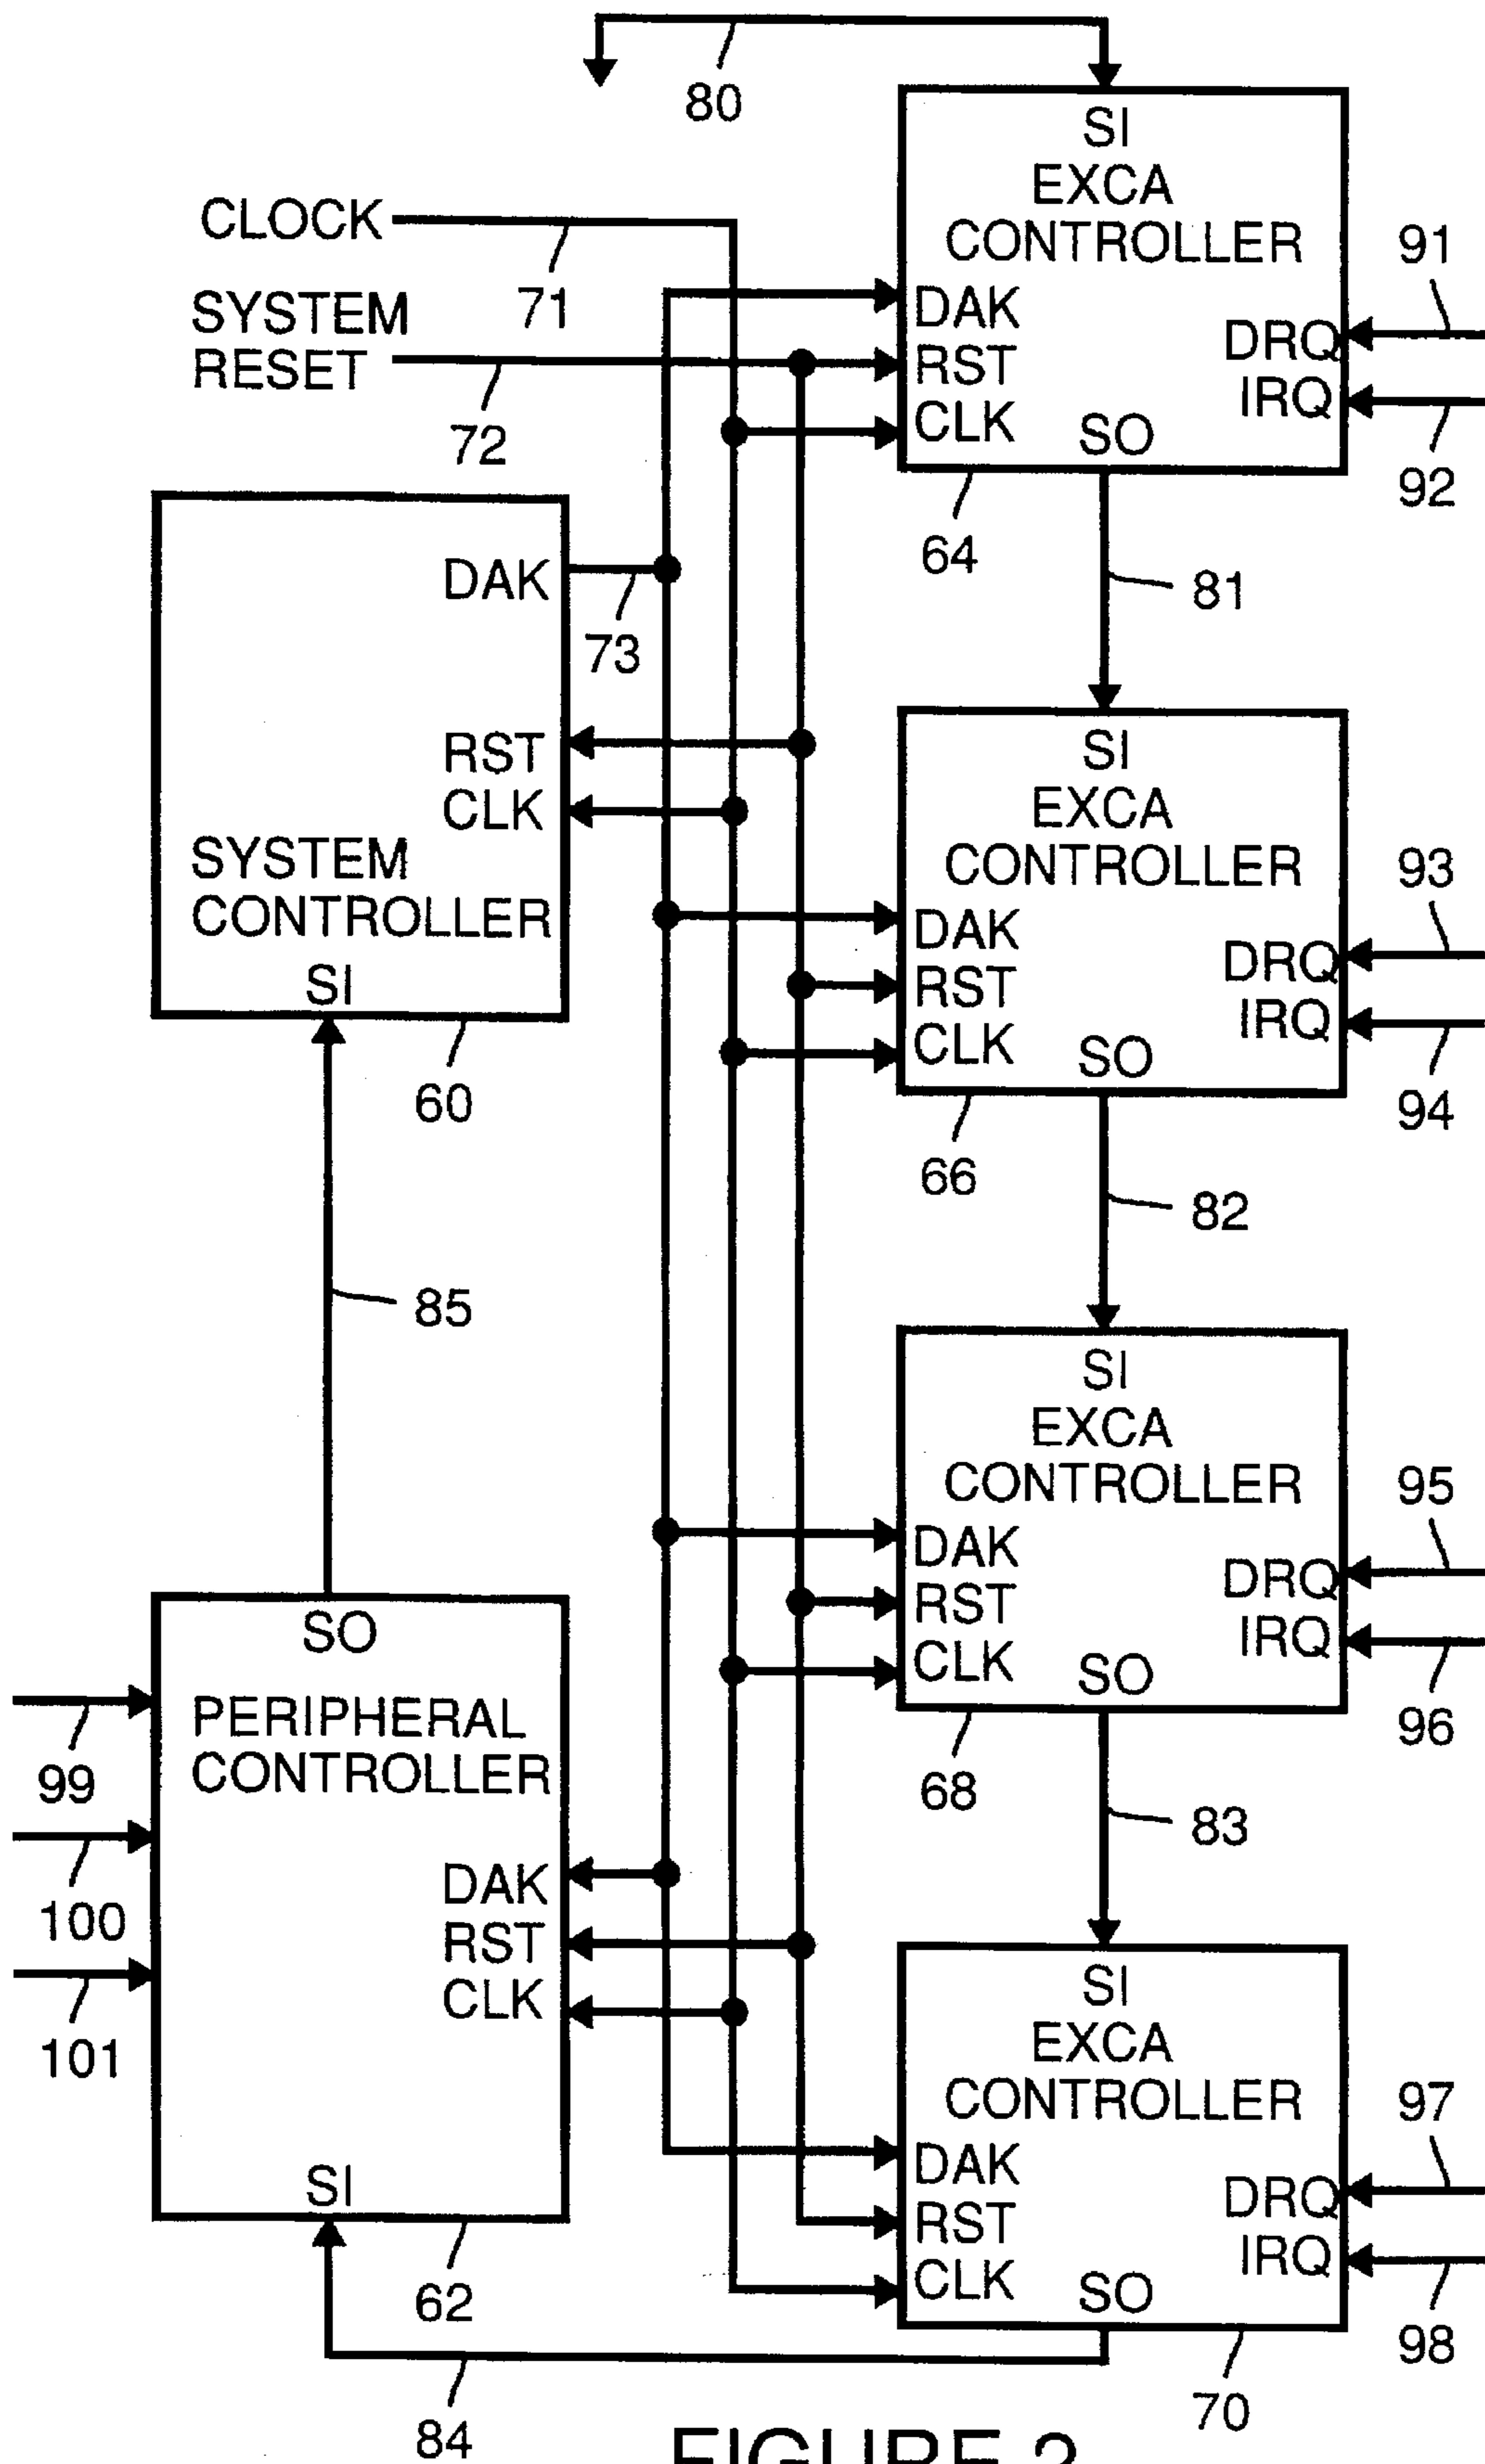 80
SI
EXCA
CONTROLLER
DAK
RST
CLK
DRQ
IRQ
SO
91
92
64
CLOCK
71
SYSTEM
RESET
72
81
DAK
73
RST
CLK
SYSTEM
CONTROLLER
SI
60
SI
EXCA
CONTROLLER
DAK
RST
CLK
DRQ
IRQ
SO
93
94
66
82
85
SI
EXCA
CONTROLLER
DAK
RST
CLK
DRQ
IRQ
SO
95
96
68
83
SO
PERIPHERAL
CONTROLLER
99
100
101
DAK
RST
CLK
SI
62
SI
EXCA
CONTROLLER
DAK
RST
CLK
DRQ
IRQ
SO
97
98
70
84
FIGURE 2